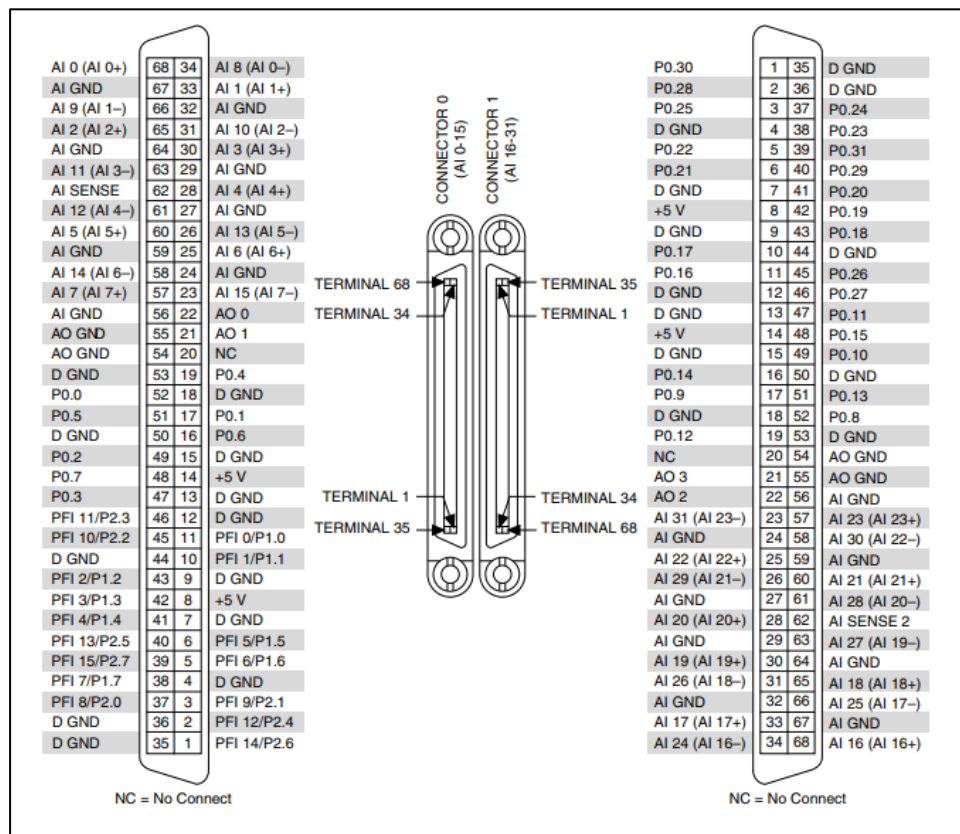 AI 0 (AI 0+) 68 34 AI 8 (AI 0–)
AI GND 67 33 AI 1 (AI 1+)
AI 9 (AI 1–) 66 32 AI GND
AI 2 (AI 2+) 65 31 AI 10 (AI 2–)
AI GND 64 30 AI 3 (AI 3+)
AI 11 (AI 3–) 63 29 AI GND
AI SENSE 62 28 AI 4 (AI 4+)
AI 12 (AI 4–) 61 27 AI GND
AI 5 (AI 5+) 60 26 AI 13 (AI 5–)
AI GND 59 25 AI 6 (AI 6+)
AI 14 (AI 6–) 58 24 AI GND
AI 7 (AI 7+) 57 23 AI 15 (AI 7–)
AI GND 56 22 AO 0
AO GND 55 21 AO 1
AO GND 54 20 NC
D GND 53 19 P0.4
P0.0 52 18 D GND
P0.5 51 17 P0.1
D GND 50 16 P0.6
P0.2 49 15 D GND
P0.7 48 14 +5 V
P0.3 47 13 D GND
PFI 11/P2.3 46 12 D GND
PFI 10/P2.2 45 11 PFI 0/P1.0
D GND 44 10 PFI 1/P1.1
PFI 2/P1.2 43 9 D GND
PFI 3/P1.3 42 8 +5 V
PFI 4/P1.4 41 7 D GND
PFI 13/P2.5 40 6 PFI 5/P1.5
PFI 15/P2.7 39 5 PFI 6/P1.6
PFI 7/P1.7 38 4 D GND
PFI 8/P2.0 37 3 PFI 9/P2.1
D GND 36 2 PFI 12/P2.4
D GND 35 1 PFI 14/P2.6
NC = No Connect
CONNECTOR 0
(AI 0-15)
CONNECTOR 1
(AI 16-31)
TERMINAL 68
TERMINAL 34
TERMINAL 35
TERMINAL 1
TERMINAL 1
TERMINAL 35
TERMINAL 34
TERMINAL 68
P0.30 1 35 D GND
P0.28 2 36 D GND
P0.25 3 37 P0.24
D GND 4 38 P0.23
P0.22 5 39 P0.31
P0.21 6 40 P0.29
D GND 7 41 P0.20
+5 V 8 42 P0.19
D GND 9 43 P0.18
P0.17 10 44 D GND
P0.16 11 45 P0.26
D GND 12 46 P0.27
D GND 13 47 P0.11
+5 V 14 48 P0.15
D GND 15 49 P0.10
P0.14 16 50 D GND
P0.9 17 51 P0.13
D GND 18 52 P0.8
P0.12 19 53 D GND
NC 20 54 AO GND
AO 3 21 55 AO GND
AO 2 22 56 AI GND
AI 31 (AI 23–) 23 57 AI 23 (AI 23+)
AI GND 24 58 AI 30 (AI 22–)
AI 22 (AI 22+) 25 59 AI GND
AI 29 (AI 21–) 26 60 AI 21 (AI 21+)
AI GND 27 61 AI 28 (AI 20–)
AI 20 (AI 20+) 28 62 AI SENSE 2
AI GND 29 63 AI 27 (AI 19–)
AI 19 (AI 19+) 30 64 AI GND
AI 26 (AI 18–) 31 65 AI 18 (AI 18+)
AI GND 32 66 AI 25 (AI 17–)
AI 17 (AI 17+) 33 67 AI GND
AI 24 (AI 16–) 34 68 AI 16 (AI 16+)
NC = No Connect